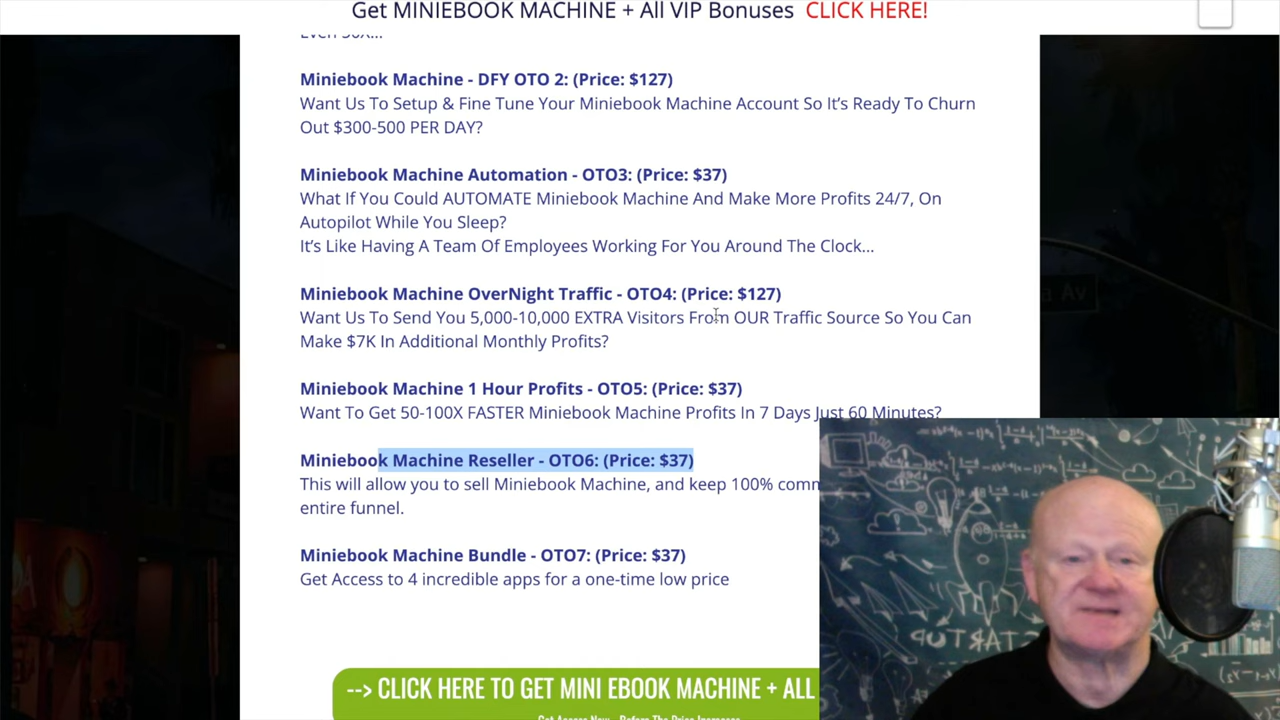 Get MINIEBOOK MACHINE + All VIP Bonuses CLICK HERE!
Miniebook Machine - DFY OTO 2: (Price: $127)
Want Us To Setup & Fine Tune Your Miniebook Machine Account So It's Ready To Churn
Out $300-500 PER DAY?
Miniebook Machine Automation - OTO3: (Price: $37)
What If You Could AUTOMATE Miniebook Machine And Make More Profits 24/7, On
Autopilot While You Sleep?
It's Like Having A Team Of Employees Working For You Around The Clock...
Miniebook Machine OverNight Traffic - OTO4: (Price: $127)
Want Us To Send You 5,000-10,000 EXTRA Visitors From OUR Traffic Source So You Can
Make $7K In Additional Monthly Profits?
Miniebook Machine 1 Hour Profits - OTO5: (Price: $37)
Want To Get 50-100X FASTER Miniebook Machine Profits In 7 Days Just 60 Minutes?
Miniebook Machine Reseller - OTO6: (Price: $37)
This will allow you to sell Miniebook Machine, and keep 100% comm
entire funnel.
Miniebook Machine Bundle - OTO7: (Price: $37)
Get Access to 4 incredible apps for a one-time low price
--> CLICK HERE TO GET MINI EBOOK MACHINE + ALL
START UP